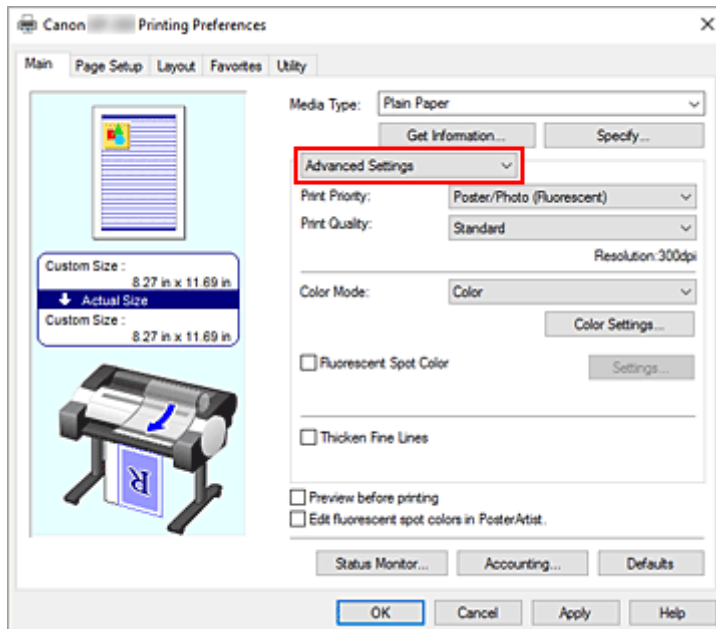 Canon Printing Preferences
Main Page Setup Layout Favorites Utility
Media Type: Plain Paper
Get Information... Specify...
Advanced Settings
Print Priority: Poster/Photo (Fluorescent)
Print Quality: Standard
Resolution:300dpi
Custom Size :
8.27 in x 11.69 in
Actual Size
Custom Size :
8.27 in x 11.69 in
Color Mode: Color
Color Settings...
Fluorescent Spot Color Settings...
Thicken Fine Lines
R
Preview before printing
Edit fluorescent spot colors in PosterArtist.
Status Monitor... Accounting... Defaults
OK Cancel Apply Help